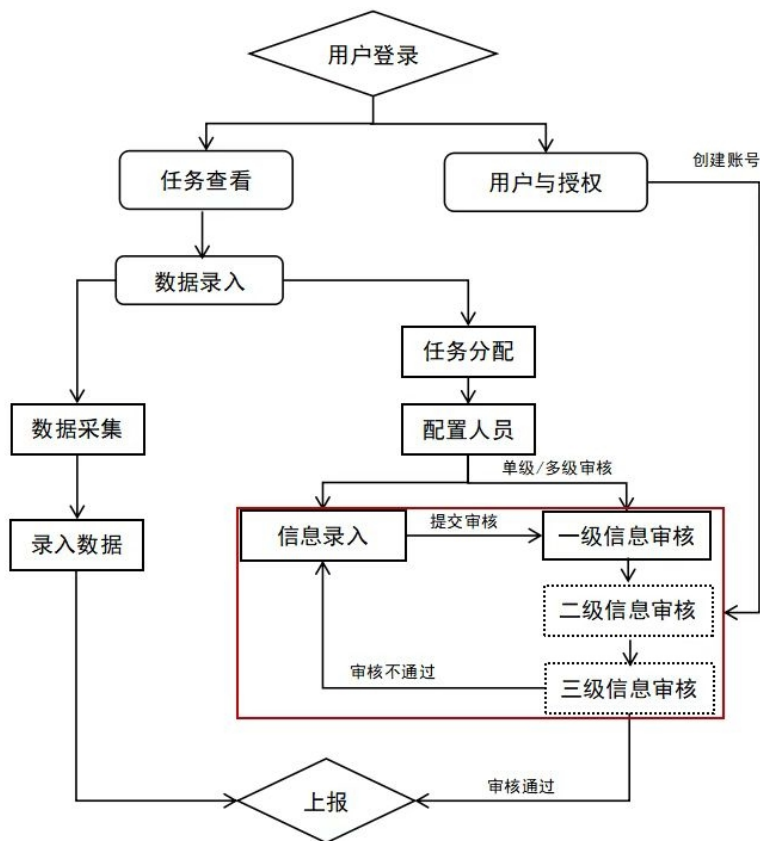 用户登录
任务查看
用户与授权
创建账号
数据录入
任务分配
数据采集
配置人员
单级/多级审核
录入数据
信息录入
提交审核
一级信息审核
二级信息审核
审核不通过
三级信息审核
上报
审核通过